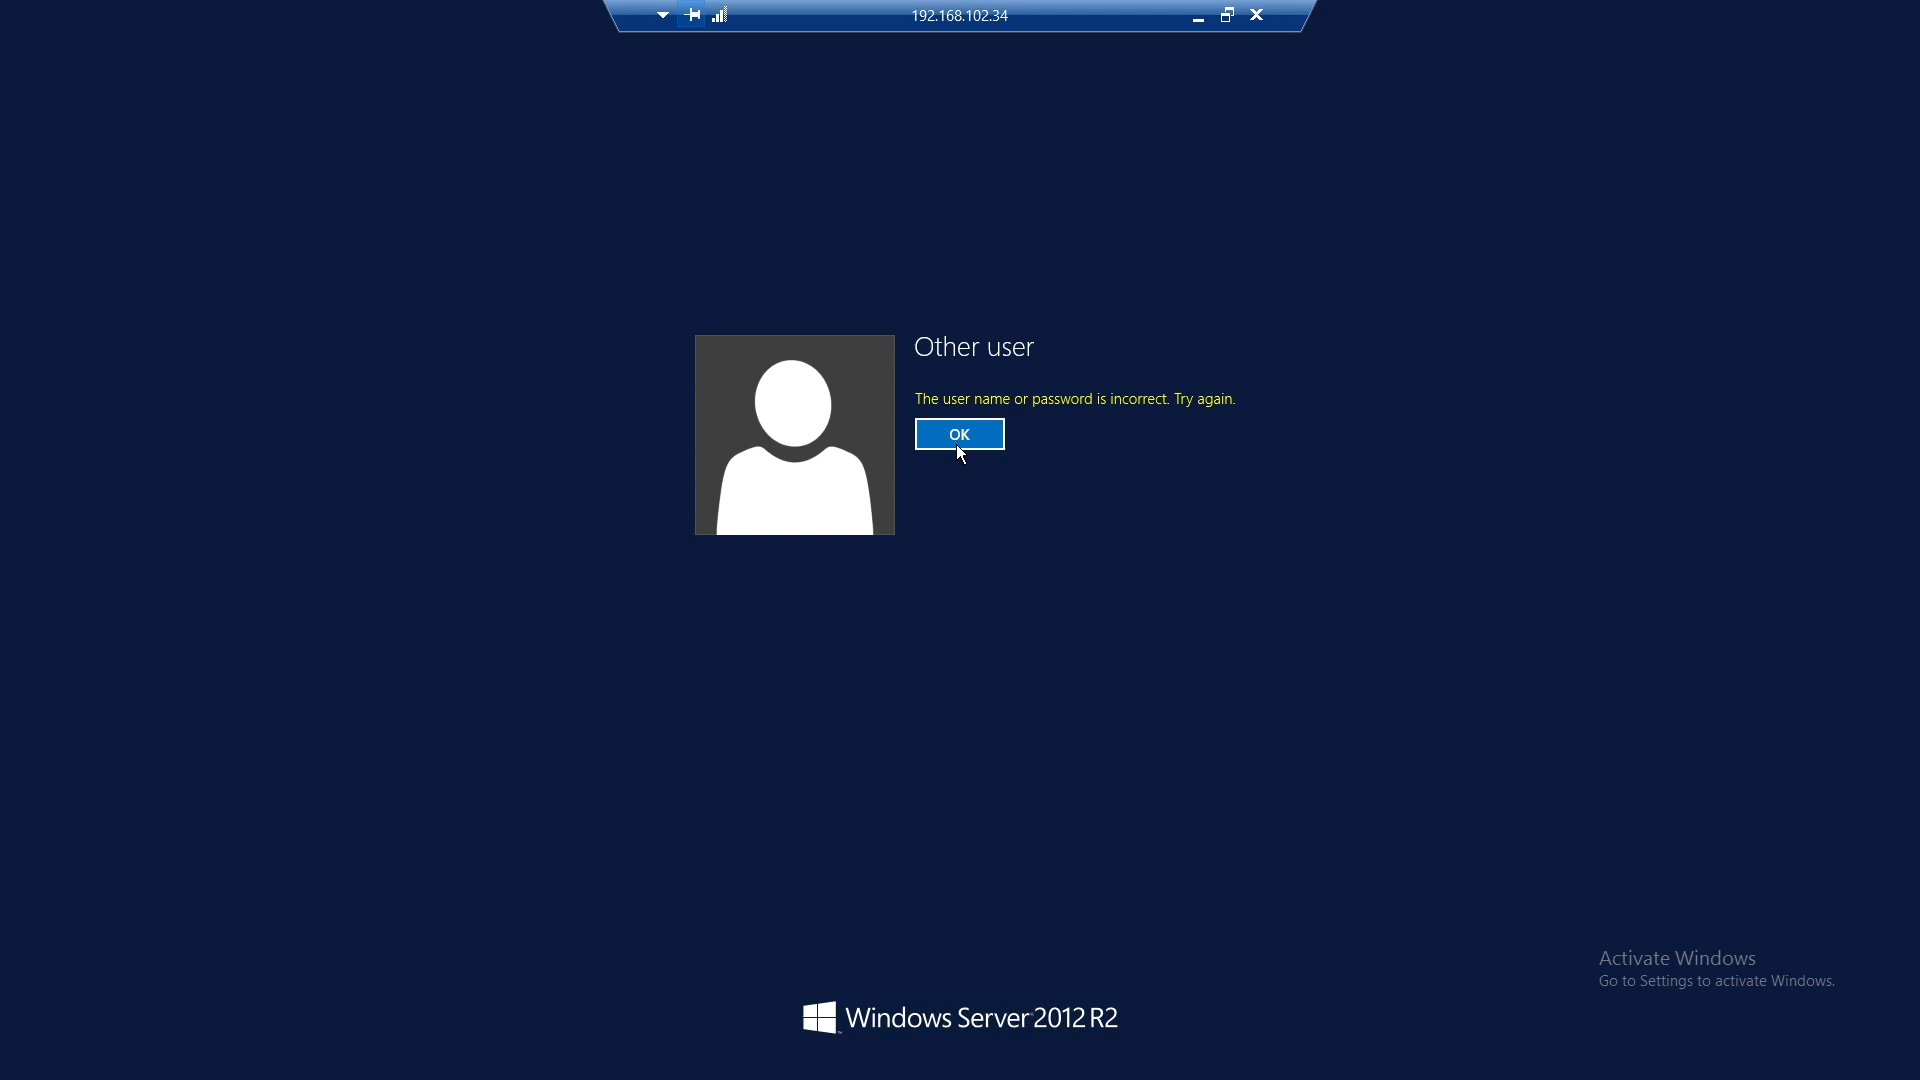 192.168.102.34
Other user
The user name or password is incorrect. Try again.
OK
Activate Windows
Go to Settings to activate Windows.
Windows Server 2012 R2